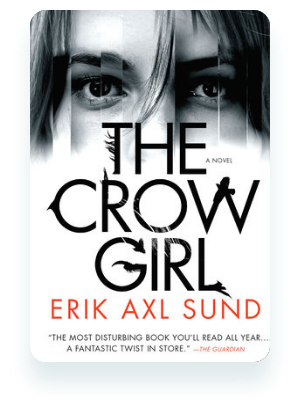 THE
A NOVEL
CROW
GIRL
ERIK AXL SUND
"THE MOST DISTURBING BOOK YOU'LL READ ALL YEAR....
A FANTASTIC TWIST IN STORE." —THE GUARDIAN